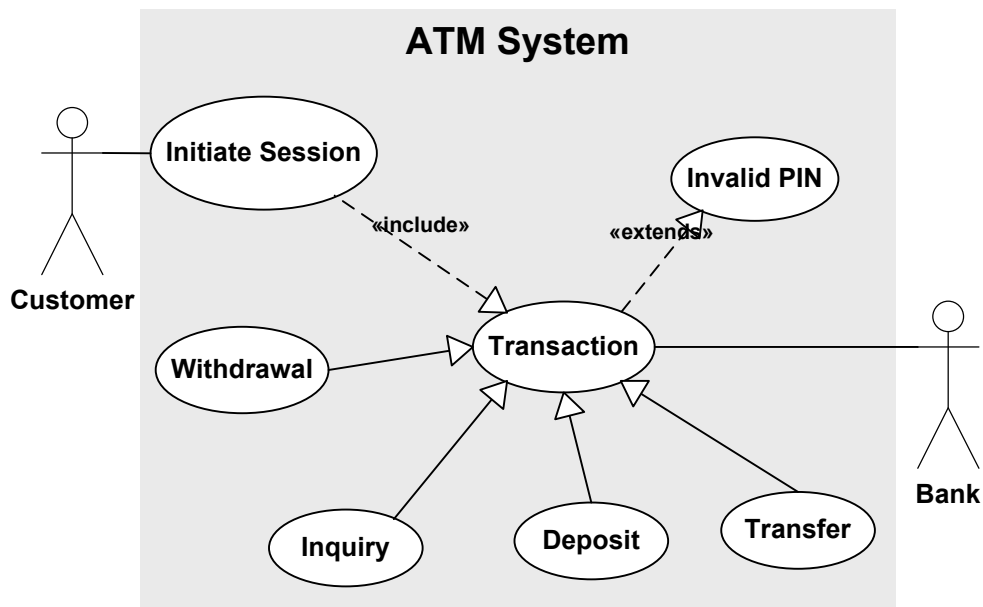 ATM System
Initiate Session
Invalid PIN
«include»
«extends»
Customer
Transaction
Withdrawal
Bank
Inquiry
Deposit
Transfer